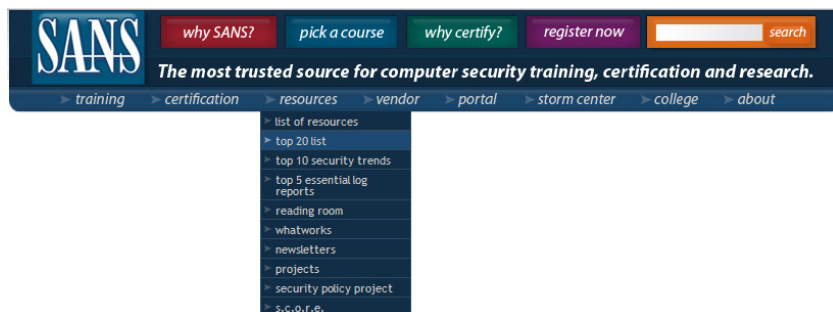 SANS
why SANS?
pick a course
why certify?
register now
search
The most trusted source for computer security training, certification and research.
training
certification
resources
vendor
portal
storm center
college
about
list of resources
top 20 list
top 10 security trends
top 5 essential log
reports
reading room
whatworks
newsletters
projects
security policy project
s.c.o.r.e.